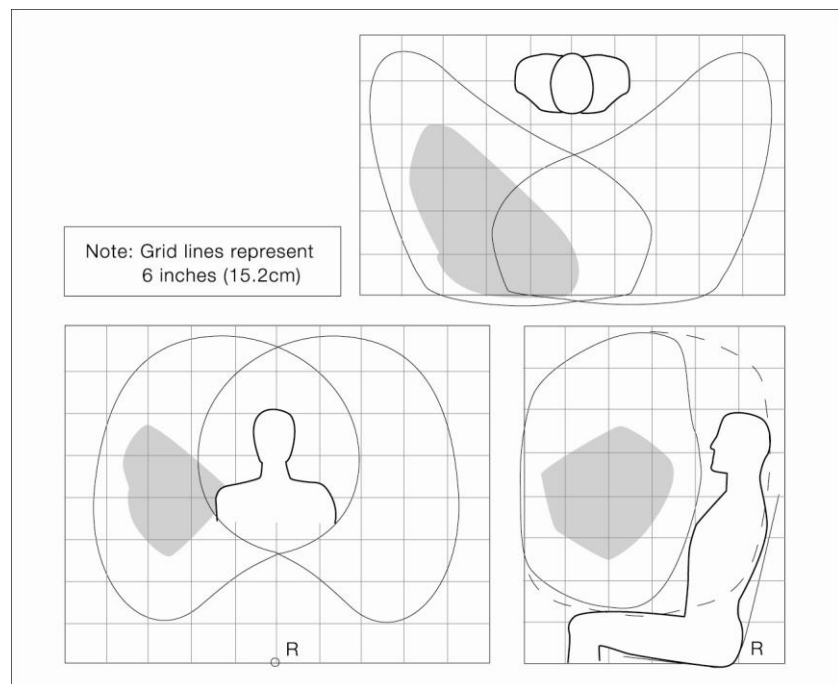 Note: Grid lines represent
6 inches (15.2cm)
R
R